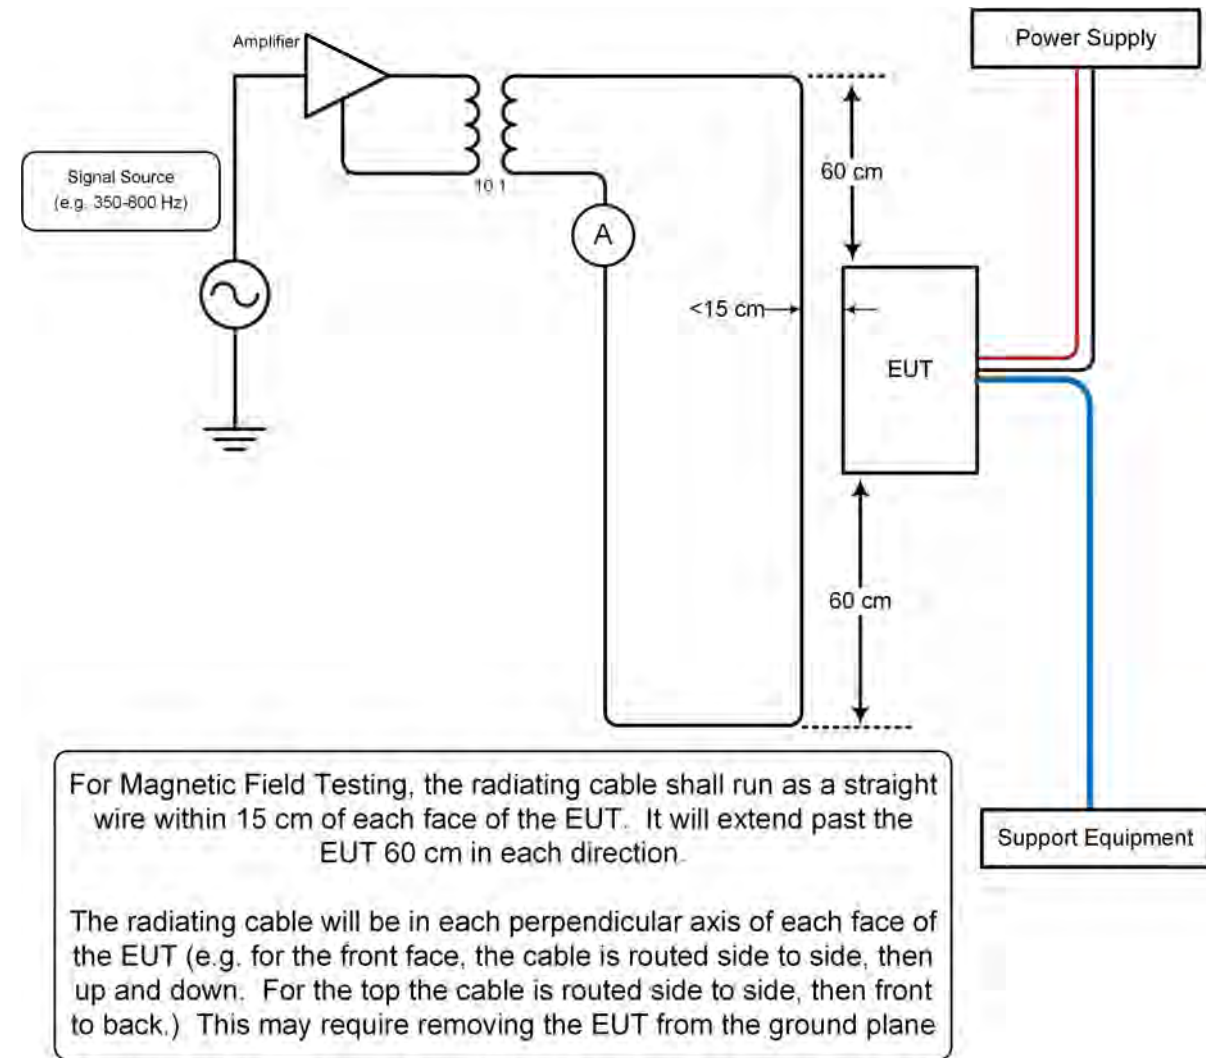 Amplifier
Power Supply
Signal Source
(e.g. 350-800 Hz)
10 1
A
60 cm
<15 cm
EUT
60 cm
Support Equipment
For Magnetic Field Testing, the radiating cable shall run as a straight
wire within 15 cm of each face of the EUT.  It will extend past the
EUT 60 cm in each direction.
The radiating cable will be in each perpendicular axis of each face of
the EUT (e.g. for the front face, the cable is routed side to side, then
up and down.  For the top the cable is routed side to side, then front
to back.)  This may require removing the EUT from the ground plane